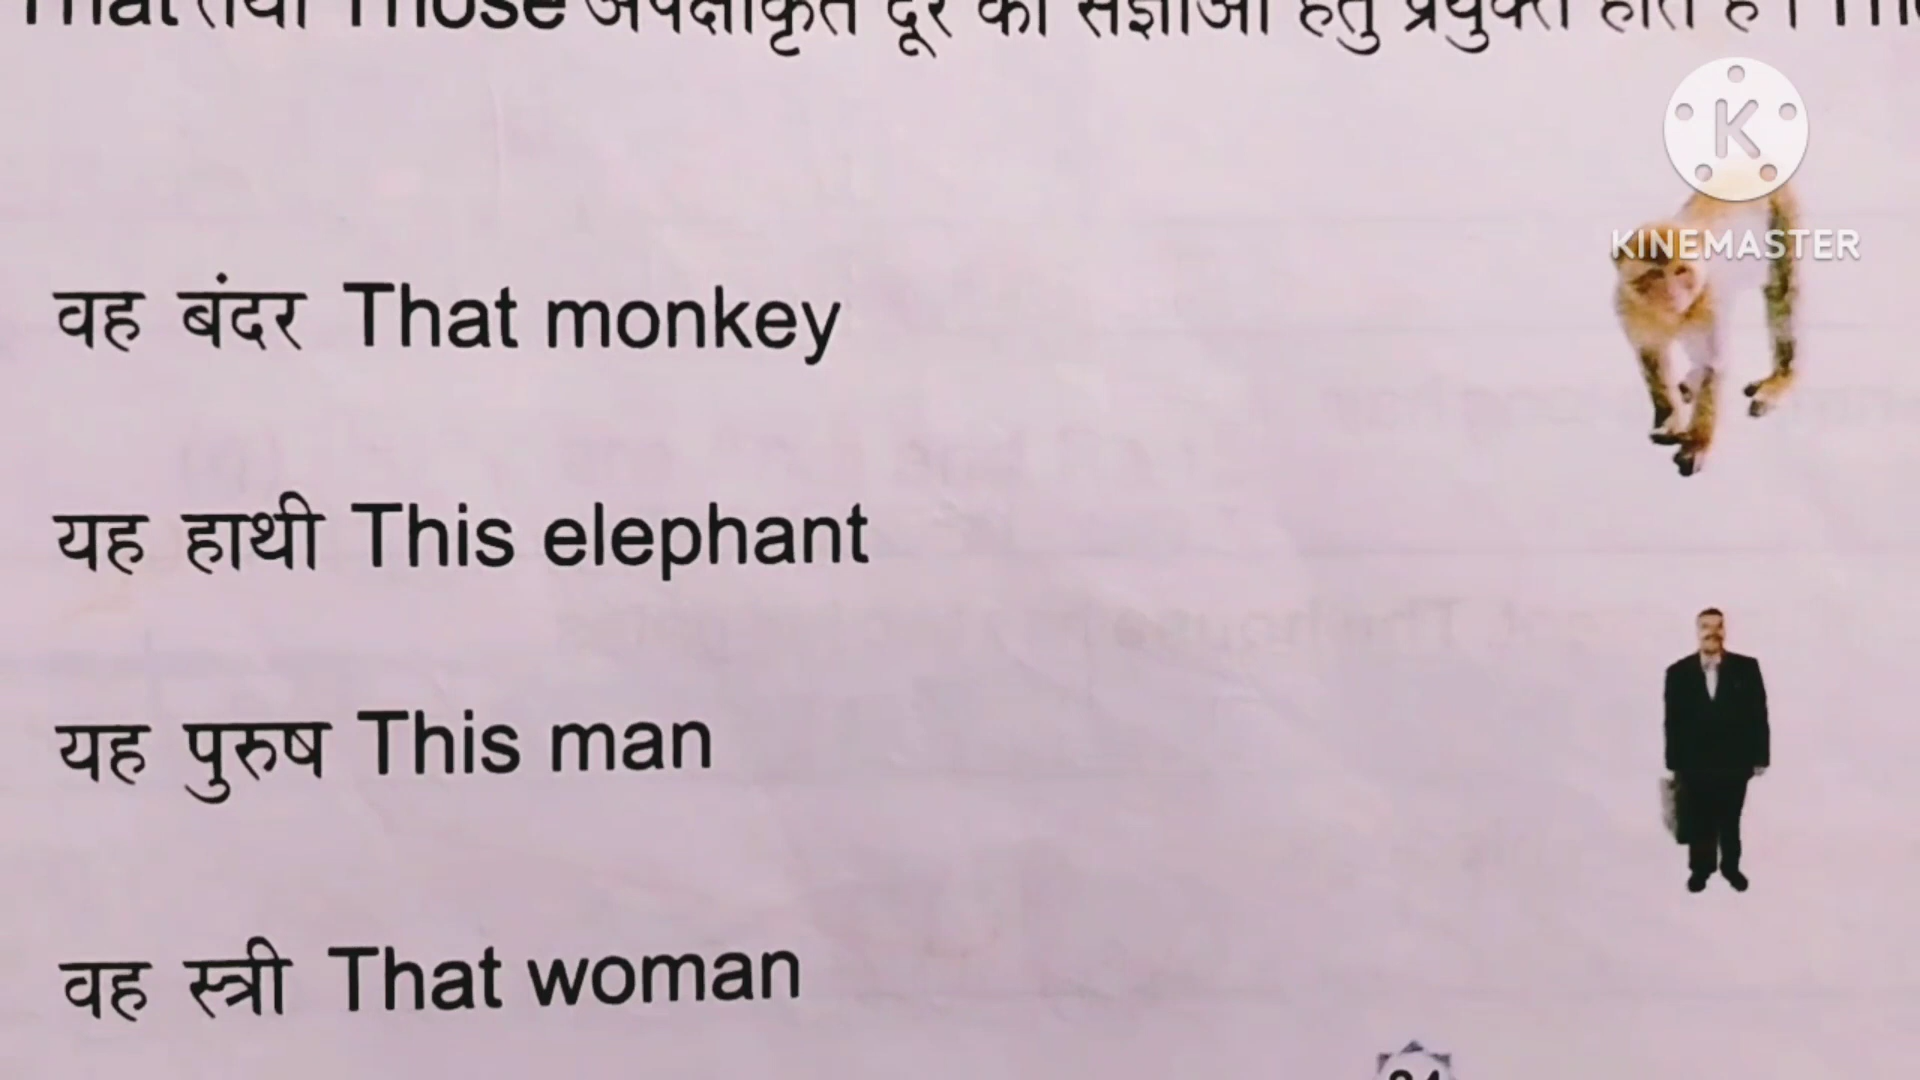 That तथा Those अपेक्षाकृत दूर की संज्ञाओं हेतु प्रयुक्त होते हैं।
KINEMASTER
वह बंदर That monkey
यह हाथी This elephant
यह पुरुष This man
वह स्त्री That woman